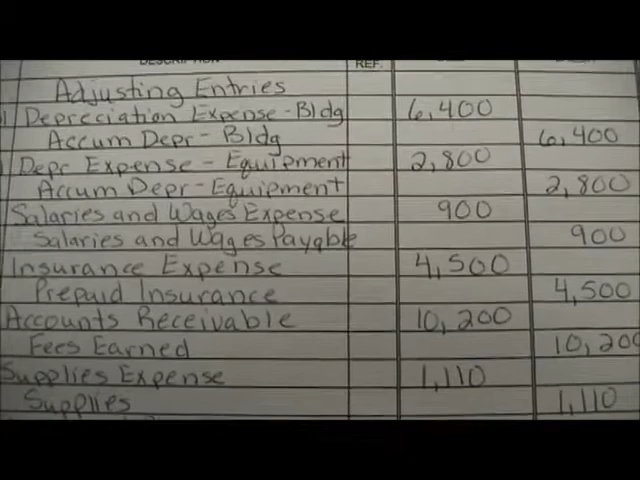 DESCRIPTION REF.
Adjusting Entries
Depreciation Expense-Bldg 6,400
Accum Depr-Bldg 6,400
Depr Expense-Equipment 2,800
Accum Depr-Equipment 2,800
Salaries and Wages Expense 900
Salaries and Wages Payable 900
Insurance Expense 4,500
Prepaid Insurance 4,500
Accounts Receivable 10,200
Fees Earned 10,200
Supplies Expense 1,110
Supplies 1,110